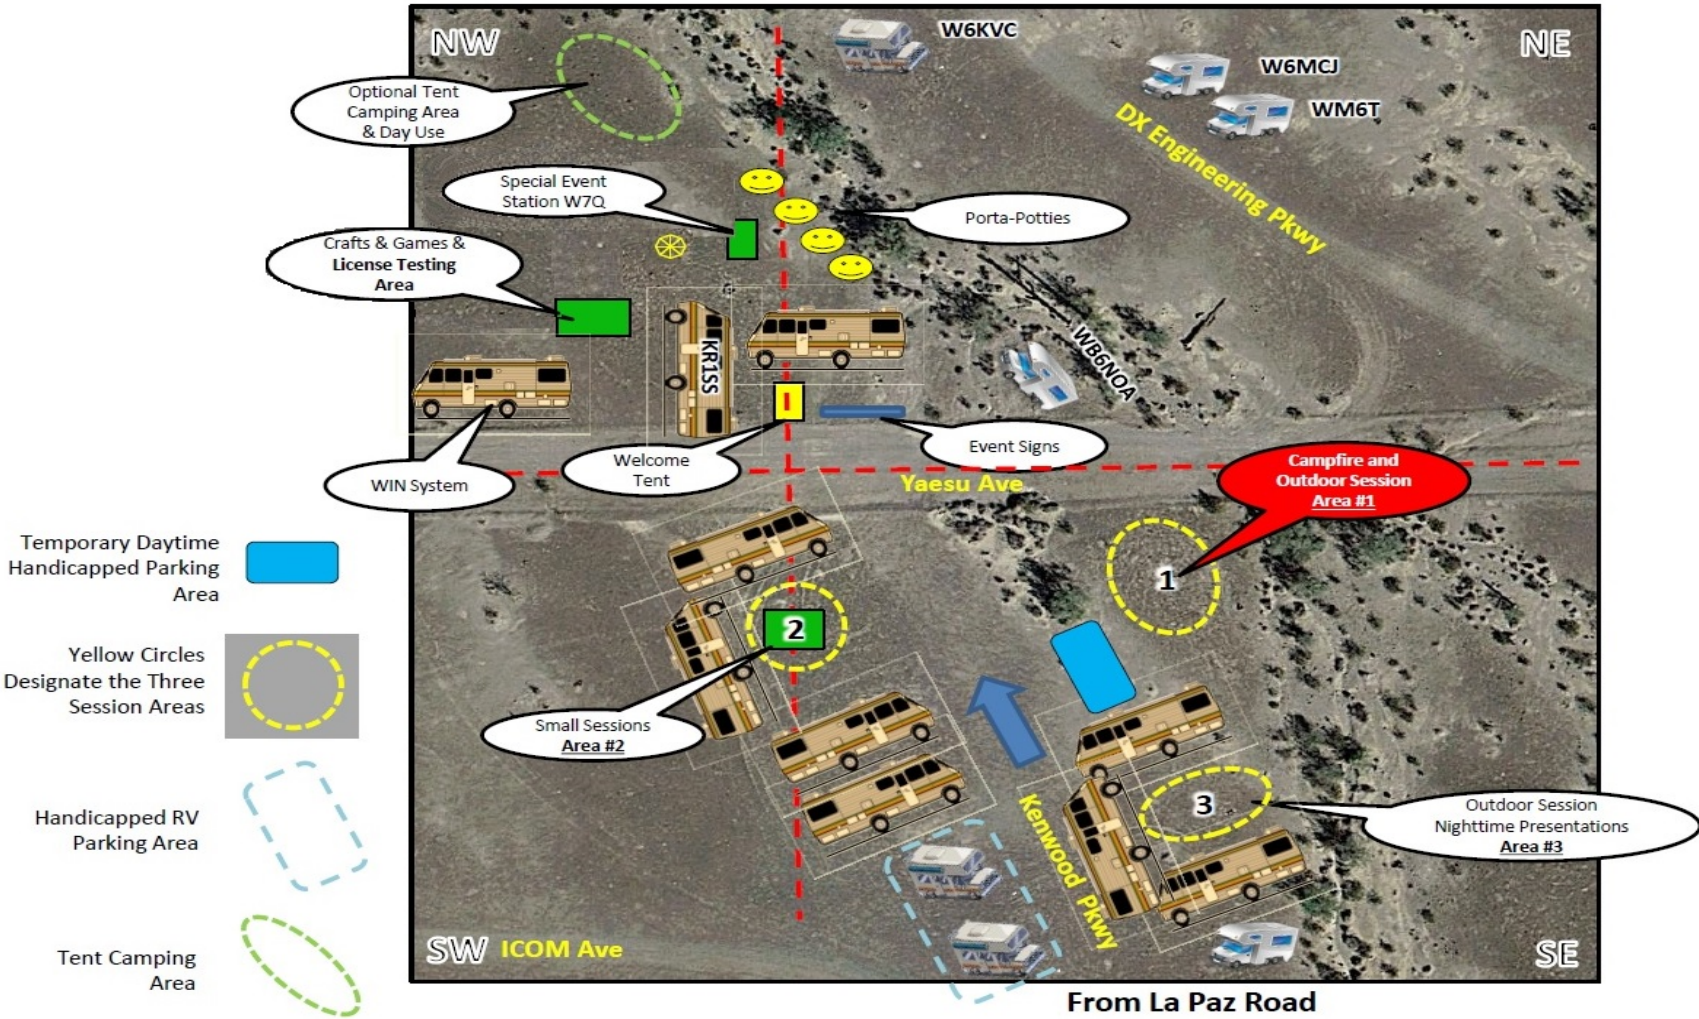 NW
NE
W6KVC
W6MCJ
WM6T
Optional Tent
Camping Area
& Day Use
DX Engineering Pkwy
Special Event
Station W7Q
Porta-Potties
Crafts & Games &
License Testing
Area
KR1SS
WB6NOA
WIN System
Welcome
Tent
Event Signs
Yaesu Ave
Campfire and
Outdoor Session
Area #1
1
Temporary Daytime
Handicapped Parking
Area
2
Yellow Circles
Designate the Three
Session Areas
Small Sessions
Area #2
3
Outdoor Session
Nighttime Presentations
Area #3
Kenwood Pkwy
Handicapped RV
Parking Area
Tent Camping
Area
SW
ICOM Ave
SE
From La Paz Road